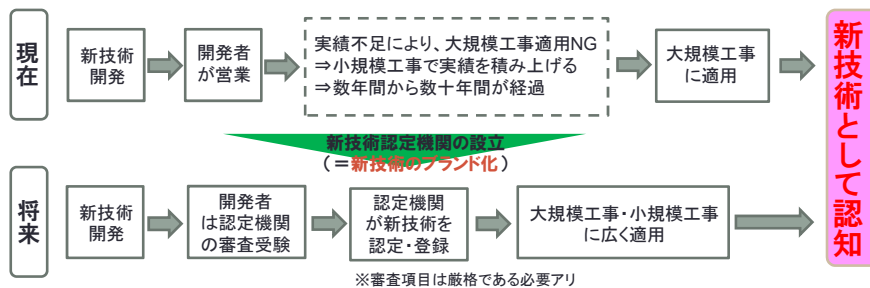 現在
新技術
開発
開発者
が営業
実績不足により、大規模工事適用NG
⇒小規模工事で実績を積み上げる
⇒数年間から数十年間が経過
大規模工事
に適用
新技術として認知
新技術認定機関の設立
(＝新技術のブランド化)
将来
新技術
開発
開発者
は認定機関
の審査受験
認定機関
が新技術を
認定・登録
大規模工事・小規模工事
に広く適用
※審査項目は厳格である必要アリ